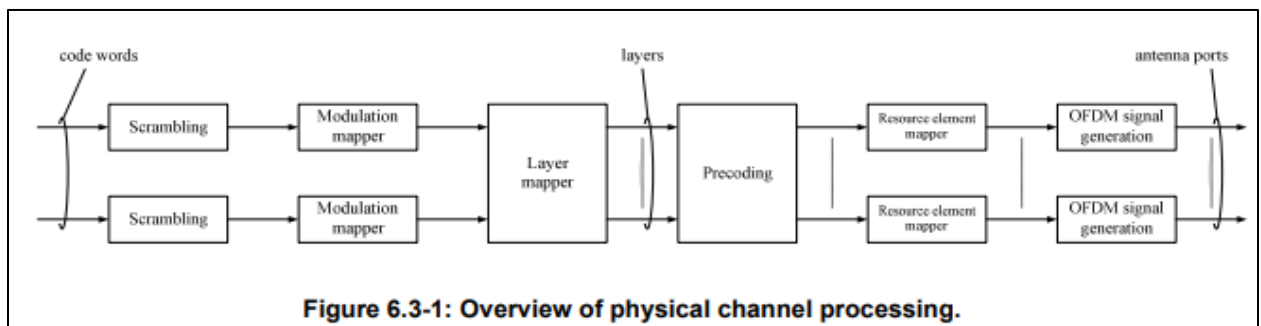 code words
layers
antenna ports
Scrambling
Modulation
mapper
Layer
mapper
Precoding
Resource element
mapper
OFDM signal
generation
Scrambling
Modulation
mapper
Resource element
mapper
OFDM signal
generation
Figure 6.3-1: Overview of physical channel processing.